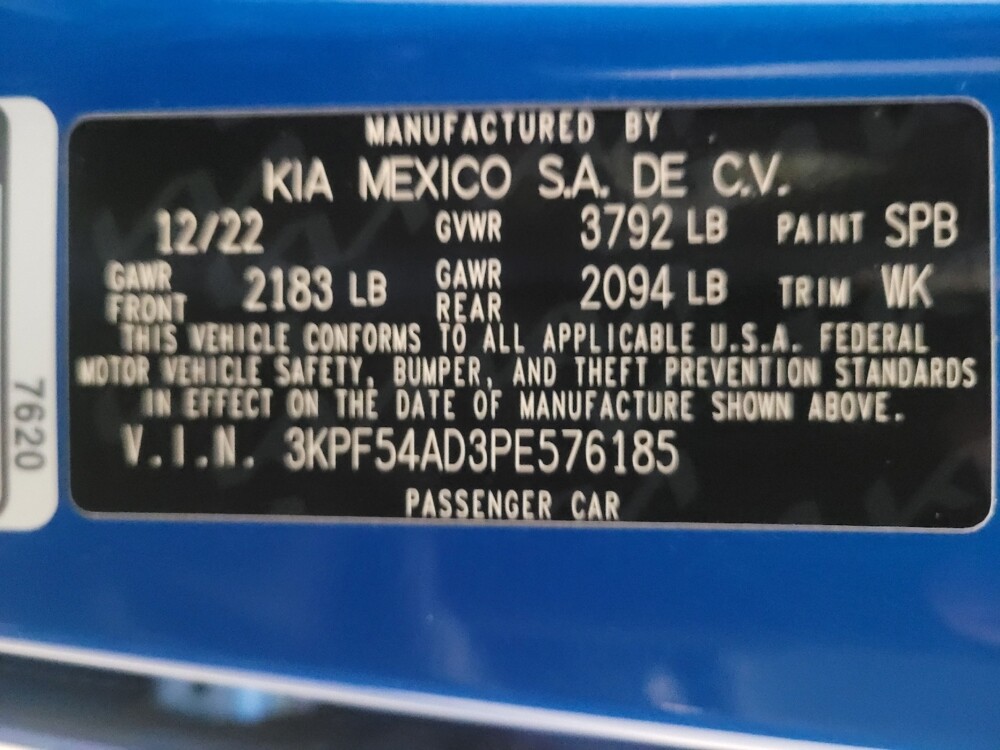 MANUFACTURED BY
KIA MEXICO S.A. DE C.V.
12/22 GVWR 3792 LB PAINT SPB
GAWR FRONT 2183 LB GAWR REAR 2094 LB TRIM WK
THIS VEHICLE CONFORMS TO ALL APPLICABLE U.S.A. FEDERAL
MOTOR VEHICLE SAFETY, BUMPER, AND THEFT PREVENTION STANDARDS
IN EFFECT ON THE DATE OF MANUFACTURE SHOWN ABOVE.
V.I.N. 3KPF54AD3PE576185
PASSENGER CAR
7620